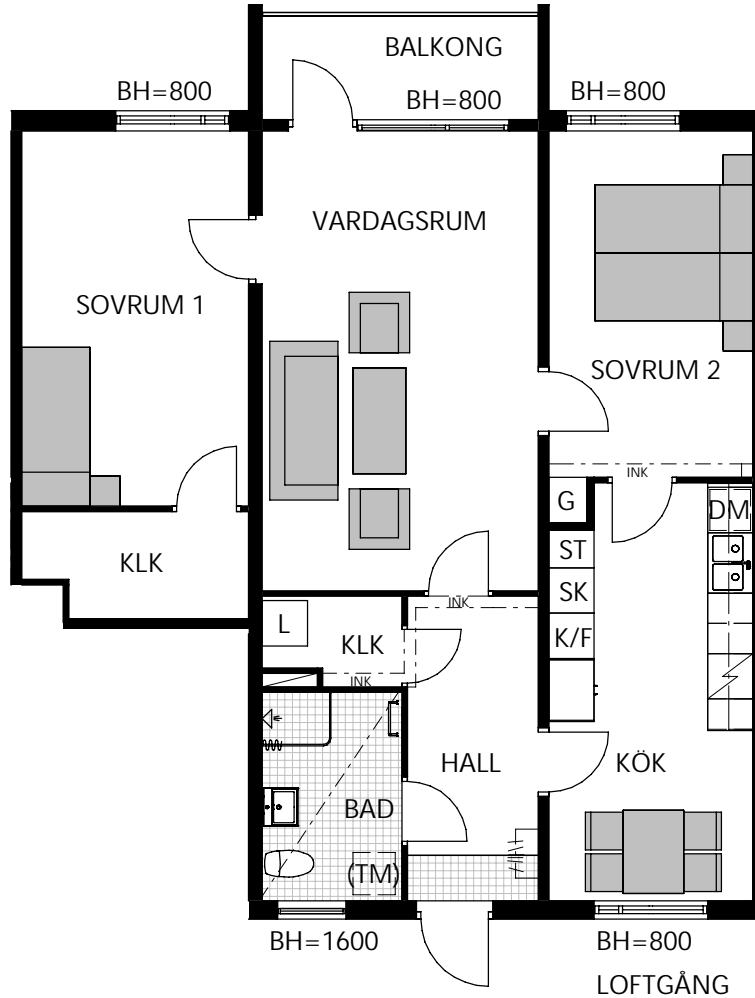 BALKONG
BH=800
BH=800
BH=800
VARDAGSRUM
SOVRUM 1
SOVRUM 2
INK
G
DM
ST
KLK
SK
INK
L
K/F
KLK
INK
HALL
KÖK
BAD
(TM)
BH=1600
BH=800
LOFTGÅNG